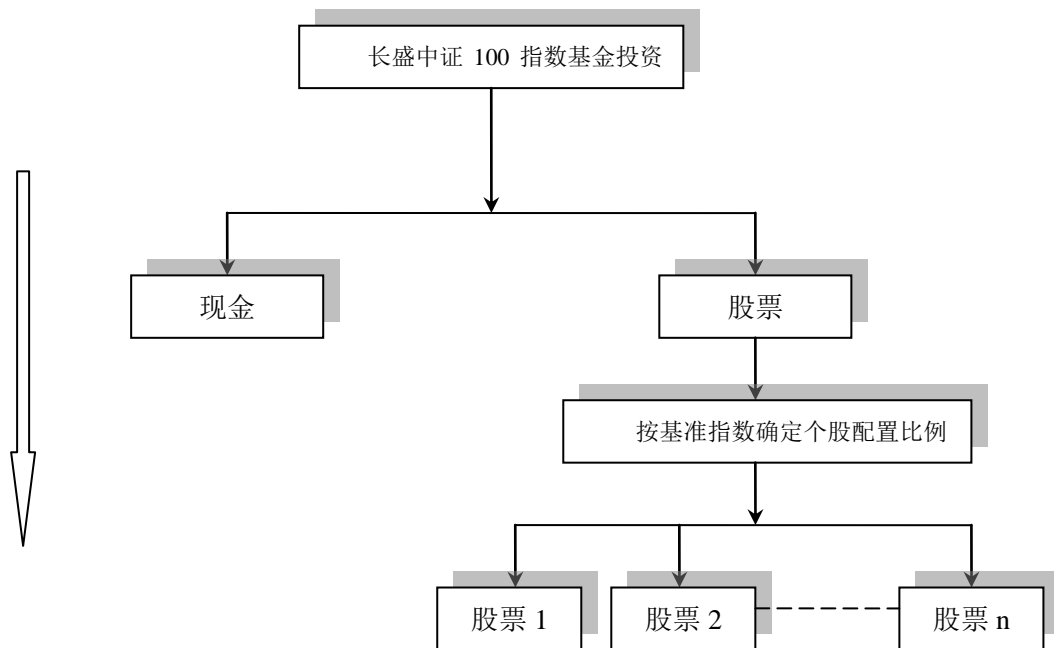 长盛中证 100 指数基金投资
现金
股票
按基准指数确定个股配置比例
股票 1
股票 2
股票 n